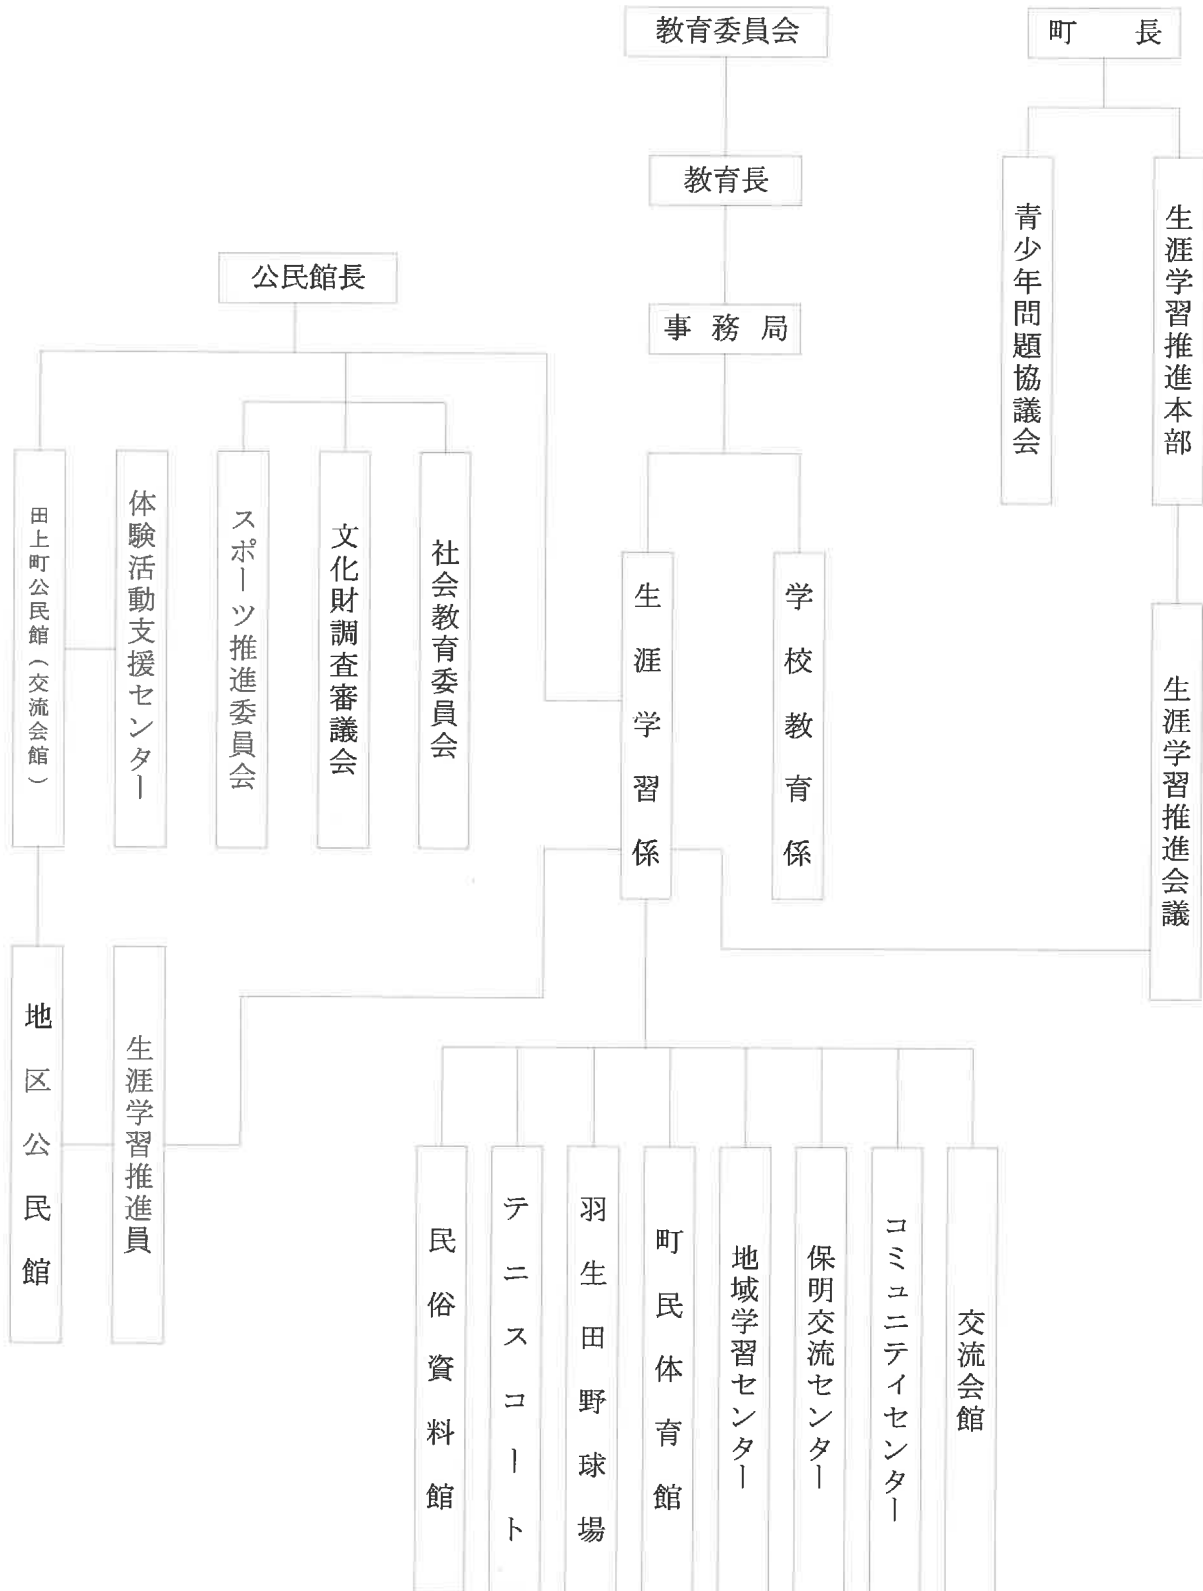 教育委員会
町長
教育長
公民館長
事務局
青少年問題協議会
生涯学習推進本部
田上町公民館（交流会館）
体験活動支援センター
スポーツ推進委員会
文化財調査審議会
社会教育委員会
生涯学習係
学校教育係
生涯学習推進会議
地区公民館
生涯学習推進員
民俗資料館
テニスコート
羽生田野球場
町民体育館
地域学習センター
保明交流センター
コミュニティセンター
交流会館